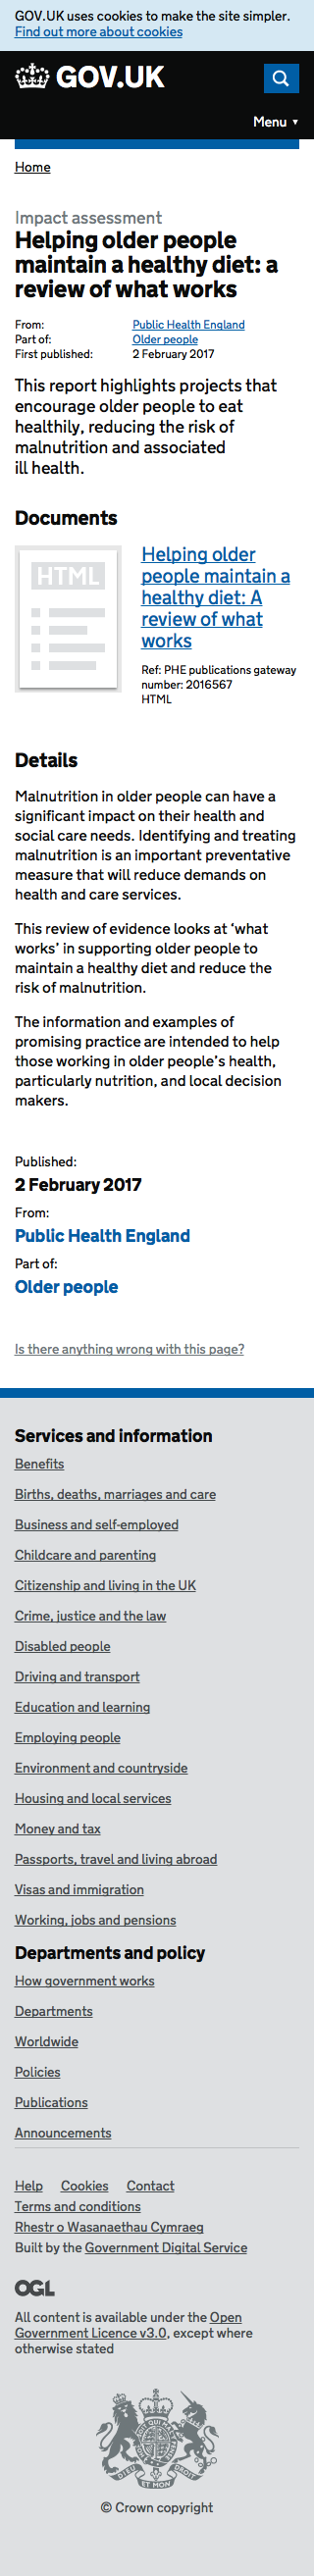 GOV.UK uses cookies to make the site simpler.
Find out more about cookies
GOV.UK
Menu ▼
Home
Impact assessment
Helping older people
maintain a healthy diet: a
review of what works
From: Public Health England
Part of: Older people
First published: 2 February 2017
This report highlights projects that
encourage older people to eat
healthily, reducing the risk of
malnutrition and associated
ill health.
Documents
HTML
Helping older
people maintain a
healthy diet: A
review of what
works
Ref: PHE publications gateway
number: 2016567
HTML
Details
Malnutrition in older people can have a
significant impact on their health and
social care needs. Identifying and treating
malnutrition is an important preventative
measure that will reduce demands on
health and care services.
This review of evidence looks at ‘what
works’ in supporting older people to
maintain a healthy diet and reduce the
risk of malnutrition.
The information and examples of
promising practice are intended to help
those working in older people’s health,
particularly nutrition, and local decision
makers.
Published:
2 February 2017
From:
Public Health England
Part of:
Older people
Is there anything wrong with this page?
Services and information
Benefits
Births, deaths, marriages and care
Business and self-employed
Childcare and parenting
Citizenship and living in the UK
Crime, justice and the law
Disabled people
Driving and transport
Education and learning
Employing people
Environment and countryside
Housing and local services
Money and tax
Passports, travel and living abroad
Visas and immigration
Working, jobs and pensions
Departments and policy
How government works
Departments
Worldwide
Policies
Publications
Announcements
Help Cookies Contact
Terms and conditions
Rhestr o Wasanaethau Cymraeg
Built by the Government Digital Service
OGL
All content is available under the Open
Government Licence v3.0, except where
otherwise stated
DIEU ET MON DROIT
© Crown copyright